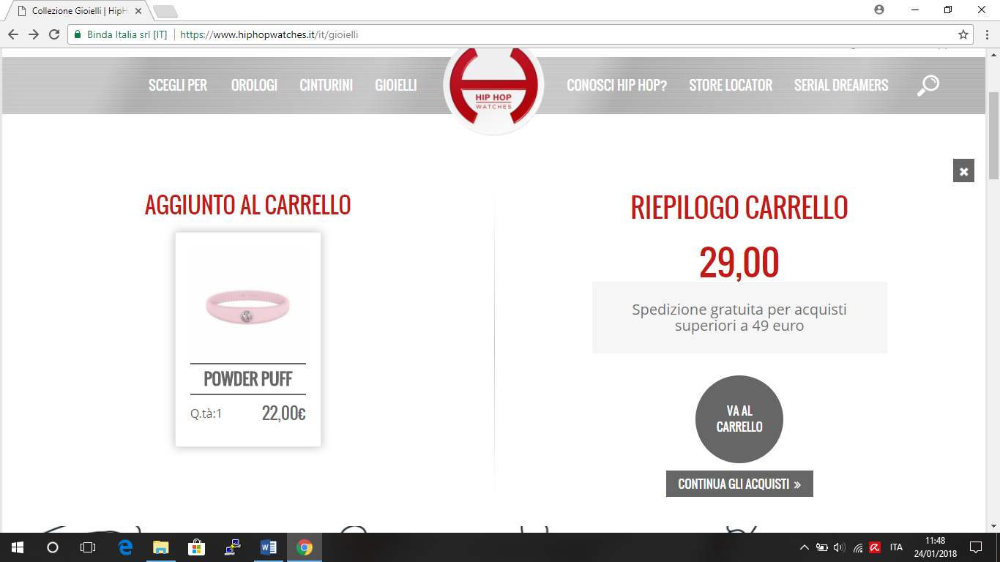 Collezione Gioielli | HipH
Binda Italia srl [IT]
https://www.hiphopwatches.it/it/gioielli
SCEGLI PER
OROLOGI
CINTURINI
GIOIELLI
HIP HOP
WATCHES
CONOSCI HIP HOP?
STORE LOCATOR
SERIAL DREAMERS
AGGIUNTO AL CARRELLO
POWDER PUFF
Q.tà:1
22,00€
RIEPILOGO CARRELLO
29,00
Spedizione gratuita per acquisti
superiori a 49 euro
VA AL
CARRELLO
CONTINUA GLI ACQUISTI »
ITA
11:48
24/01/2018